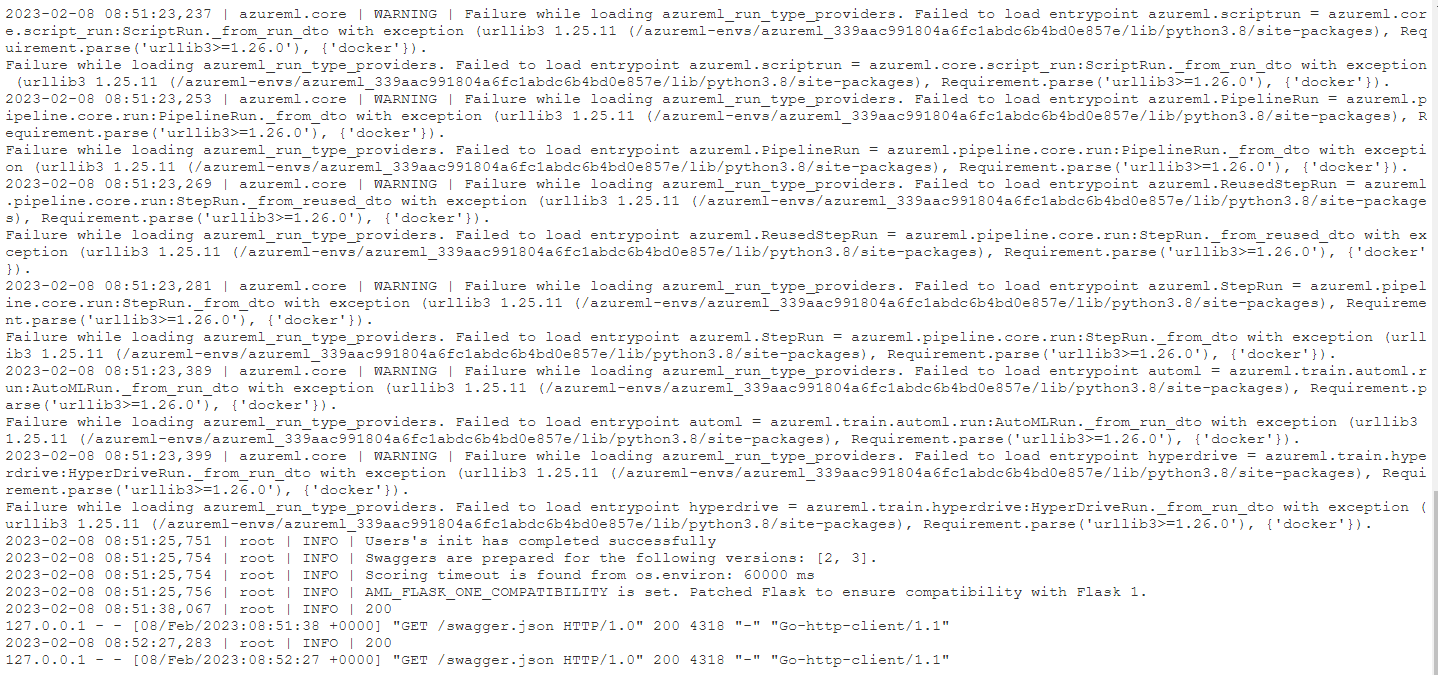 2023-02-08 08:51:23,237 | azureml.core | WARNING | Failure while loading azureml_run_type_providers. Failed to load entrypoint azureml.scriptrun = azureml.cor
e.script_run:ScriptRun._from_run_dto with exception (urllib3 1.25.11 (/azureml-envs/azureml_339aac991804a6fc1abdc6b4bd0e857e/lib/python3.8/site-packages), Req
uirement.parse('urllib3>=1.26.0'), {'docker'}).
Failure while loading azureml_run_type_providers. Failed to load entrypoint azureml.scriptrun = azureml.core.script_run:ScriptRun._from_run_dto with exception
 (urllib3 1.25.11 (/azureml-envs/azureml_339aac991804a6fc1abdc6b4bd0e857e/lib/python3.8/site-packages), Requirement.parse('urllib3>=1.26.0'), {'docker'}).
2023-02-08 08:51:23,253 | azureml.core | WARNING | Failure while loading azureml_run_type_providers. Failed to load entrypoint azureml.PipelineRun = azureml.p
ipeline.core.run:PipelineRun._from_dto with exception (urllib3 1.25.11 (/azureml-envs/azureml_339aac991804a6fc1abdc6b4bd0e857e/lib/python3.8/site-packages), R
equirement.parse('urllib3>=1.26.0'), {'docker'}).
Failure while loading azureml_run_type_providers. Failed to load entrypoint azureml.PipelineRun = azureml.pipeline.core.run:PipelineRun._from_dto with excepti
on (urllib3 1.25.11 (/azureml-envs/azureml_339aac991804a6fc1abdc6b4bd0e857e/lib/python3.8/site-packages), Requirement.parse('urllib3>=1.26.0'), {'docker'}).
2023-02-08 08:51:23,269 | azureml.core | WARNING | Failure while loading azureml_run_type_providers. Failed to load entrypoint azureml.ReusedStepRun = azureml
.pipeline.core.run:StepRun._from_reused_dto with exception (urllib3 1.25.11 (/azureml-envs/azureml_339aac991804a6fc1abdc6b4bd0e857e/lib/python3.8/site-package
s), Requirement.parse('urllib3>=1.26.0'), {'docker'}).
Failure while loading azureml_run_type_providers. Failed to load entrypoint azureml.ReusedStepRun = azureml.pipeline.core.run:StepRun._from_reused_dto with ex
ception (urllib3 1.25.11 (/azureml-envs/azureml_339aac991804a6fc1abdc6b4bd0e857e/lib/python3.8/site-packages), Requirement.parse('urllib3>=1.26.0'), {'docker'
}).
2023-02-08 08:51:23,281 | azureml.core | WARNING | Failure while loading azureml_run_type_providers. Failed to load entrypoint azureml.StepRun = azureml.pipel
ine.core.run:StepRun._from_dto with exception (urllib3 1.25.11 (/azureml-envs/azureml_339aac991804a6fc1abdc6b4bd0e857e/lib/python3.8/site-packages), Requireme
nt.parse('urllib3>=1.26.0'), {'docker'}).
Failure while loading azureml_run_type_providers. Failed to load entrypoint azureml.StepRun = azureml.pipeline.core.run:StepRun._from_dto with exception (urll
ib3 1.25.11 (/azureml-envs/azureml_339aac991804a6fc1abdc6b4bd0e857e/lib/python3.8/site-packages), Requirement.parse('urllib3>=1.26.0'), {'docker'}).
2023-02-08 08:51:23,389 | azureml.core | WARNING | Failure while loading azureml_run_type_providers. Failed to load entrypoint automl = azureml.train.automl.r
un:AutoMLRun._from_run_dto with exception (urllib3 1.25.11 (/azureml-envs/azureml_339aac991804a6fc1abdc6b4bd0e857e/lib/python3.8/site-packages), Requirement.p
arse('urllib3>=1.26.0'), {'docker'}).
Failure while loading azureml_run_type_providers. Failed to load entrypoint automl = azureml.train.automl.run:AutoMLRun._from_run_dto with exception (urllib3
1.25.11 (/azureml-envs/azureml_339aac991804a6fc1abdc6b4bd0e857e/lib/python3.8/site-packages), Requirement.parse('urllib3>=1.26.0'), {'docker'}).
2023-02-08 08:51:23,399 | azureml.core | WARNING | Failure while loading azureml_run_type_providers. Failed to load entrypoint hyperdrive = azureml.train.hype
rdrive:HyperDriveRun._from_run_dto with exception (urllib3 1.25.11 (/azureml-envs/azureml_339aac991804a6fc1abdc6b4bd0e857e/lib/python3.8/site-packages), Requi
rement.parse('urllib3>=1.26.0'), {'docker'}).
Failure while loading azureml_run_type_providers. Failed to load entrypoint hyperdrive = azureml.train.hyperdrive:HyperDriveRun._from_run_dto with exception (
urllib3 1.25.11 (/azureml-envs/azureml_339aac991804a6fc1abdc6b4bd0e857e/lib/python3.8/site-packages), Requirement.parse('urllib3>=1.26.0'), {'docker'}).
2023-02-08 08:51:25,751 | root | INFO | Users's init has completed successfully
2023-02-08 08:51:25,754 | root | INFO | Swaggers are prepared for the following versions: [2, 3].
2023-02-08 08:51:25,754 | root | INFO | Scoring timeout is found from os.environ: 60000 ms
2023-02-08 08:51:25,756 | root | INFO | AML_FLASK_ONE_COMPATIBILITY is set. Patched Flask to ensure compatibility with Flask 1.
2023-02-08 08:51:38,067 | root | INFO | 200
127.0.0.1 - - [08/Feb/2023:08:51:38 +0000] "GET /swagger.json HTTP/1.0" 200 4318 "-" "Go-http-client/1.1"
2023-02-08 08:52:27,283 | root | INFO | 200
127.0.0.1 - - [08/Feb/2023:08:52:27 +0000] "GET /swagger.json HTTP/1.0" 200 4318 "-" "Go-http-client/1.1"